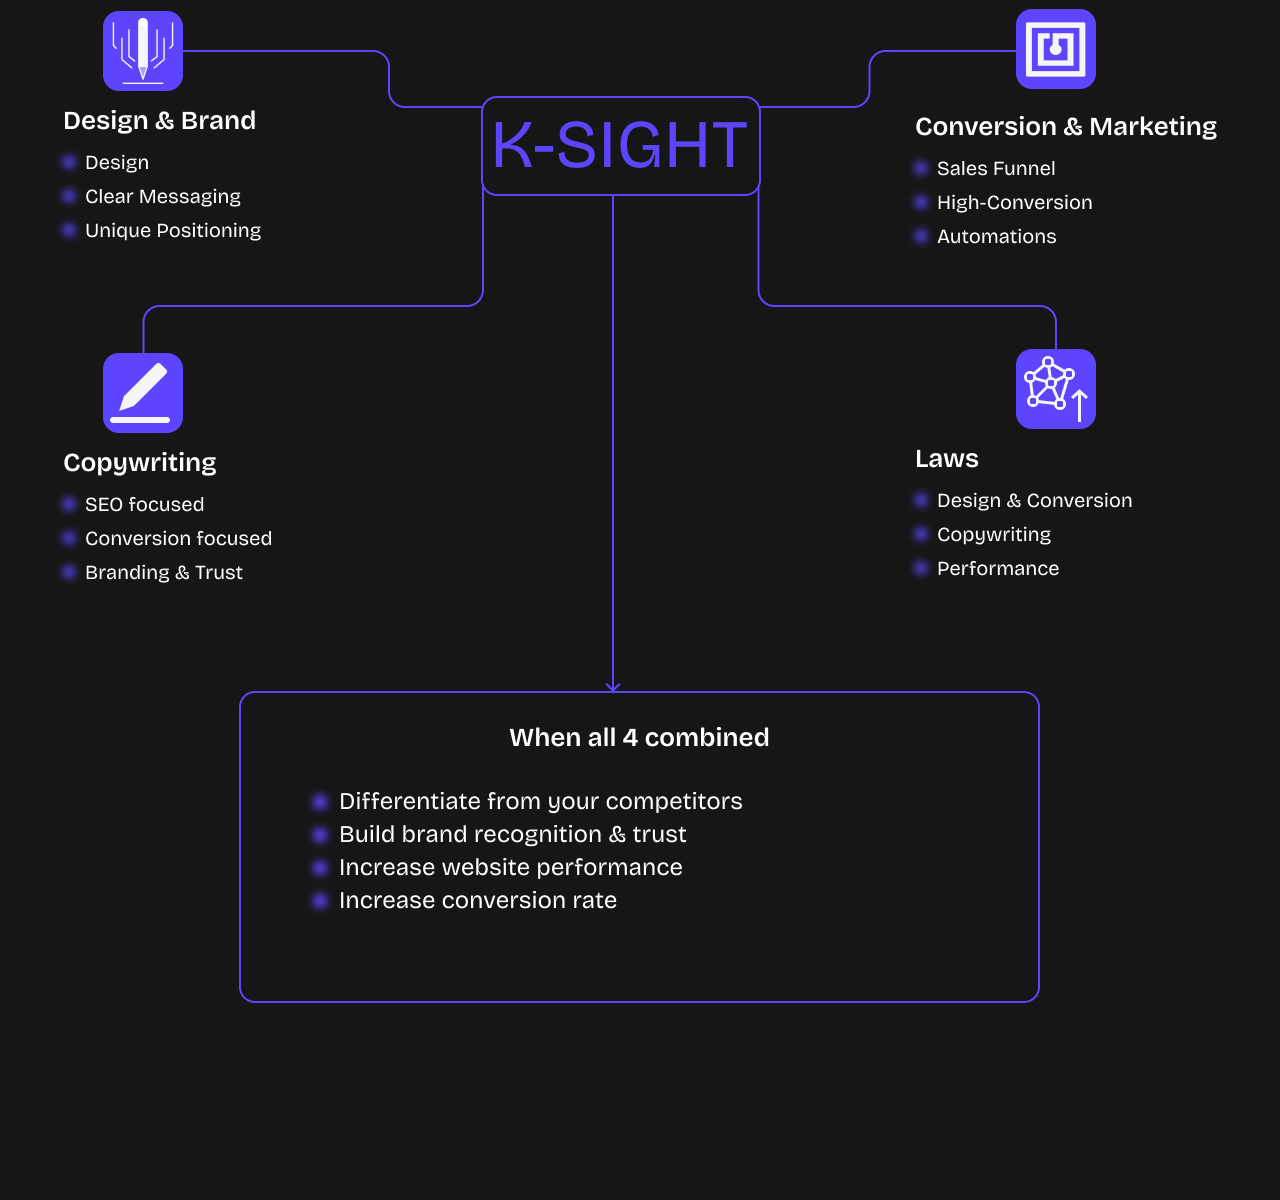 K-SIGHT
Design & Brand
Design
Clear Messaging
Unique Positioning
Conversion & Marketing
Sales Funnel
High-Conversion
Automations
Copywriting
SEO focused
Conversion focused
Branding & Trust
Laws
Design & Conversion
Copywriting
Performance
When all 4 combined
Differentiate from your competitors
Build brand recognition & trust
Increase website performance
Increase conversion rate